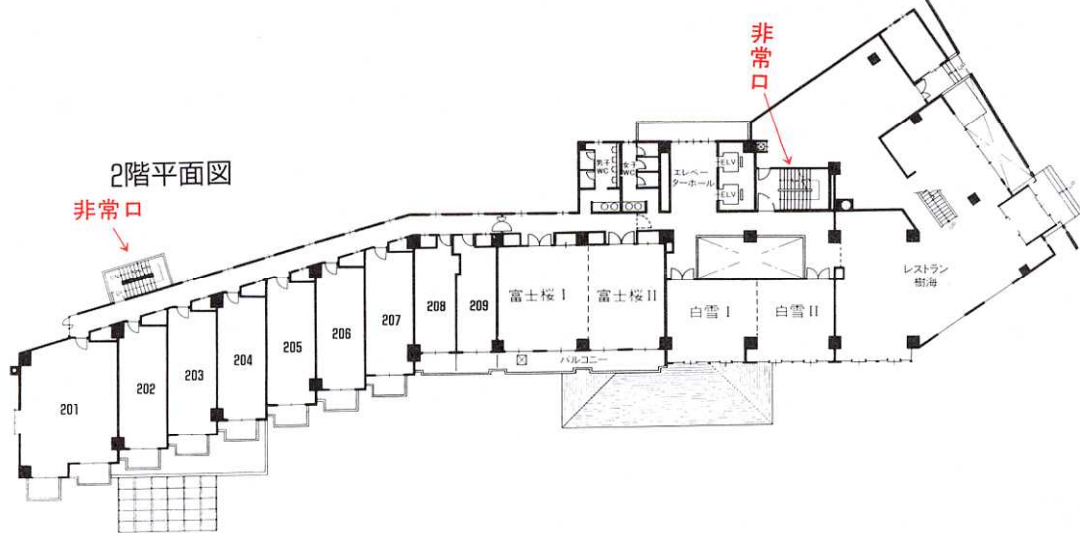 非常口
2階平面図
非常口
男子
WC
女子
WC
エレベー
ターホール
ELV
ELV
レストラン
樹海
201
202
203
204
205
206
207
208
209
富士桜 I
富士桜 II
白雪 I
白雪 II
バルコニー